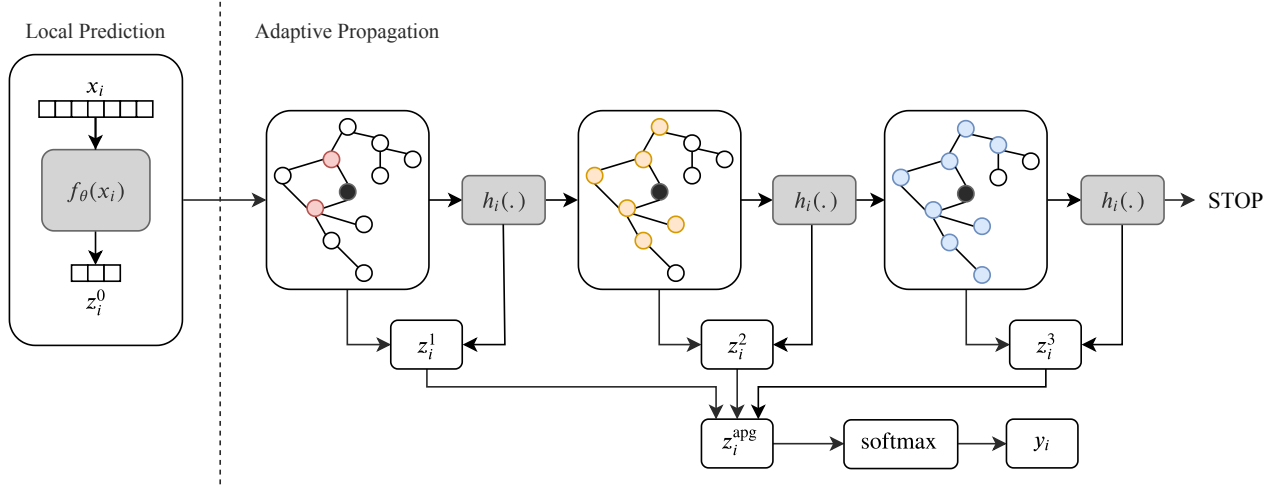 Local Prediction
Adaptive Propagation
x_i
f_θ(x_i)
z_i^0
h_i(.)
h_i(.)
h_i(.)
STOP
z_i^1
z_i^2
z_i^3
z_i^apg
softmax
y_i